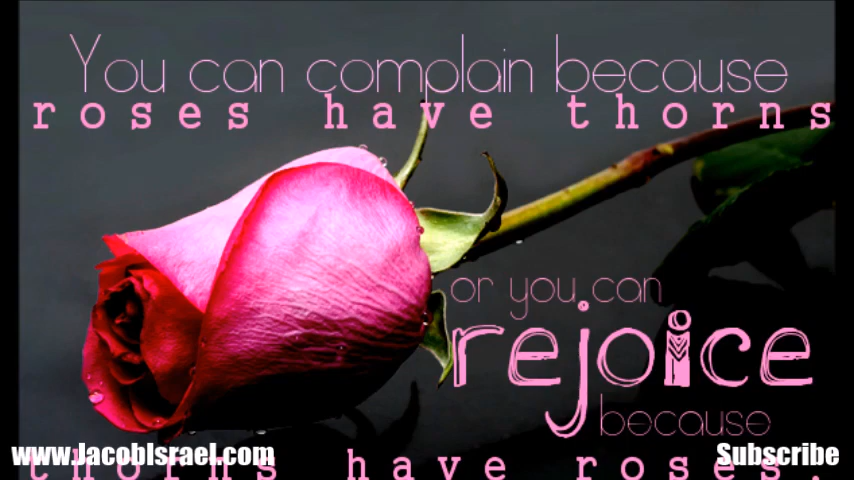 You can complain because
roses have thorns
or you can
rejoice
because
thorns have roses.
www.JacobIsrael.com
Subscribe